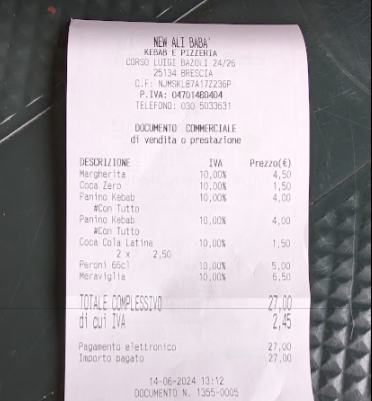 NEW ALI BABA'
KEBAB E PIZZERIA
CORSO LUIGI BAZOLI 24/26
25134 BRESCIA
C.F: NJMSKL87A17Z236P
P.IVA: 04701480404
TELEFONO: 030 5033631
DOCUMENTO COMMERCIALE
di vendita o prestazione
DESCRIZIONE IVA Prezzo(€)
Margherita 10,00% 4,50
Coca Zero 10,00% 1,50
Panino Kebab 10,00% 4,00
#Con Tutto
Panino Kebab 10,00% 4,00
#Con Tutto
Coca Cola Latina 10,00% 1,50
2 x 2,50
Peroni 66cl 10,00% 5,00
Meraviglia 10,00% 6,50
TOTALE COMPLESSIVO 27,00
di cui IVA 2,45
Pagamento elettronico 27,00
Importo pagato 27,00
14-06-2024 13:12
DOCUMENTO N. 1355-0005